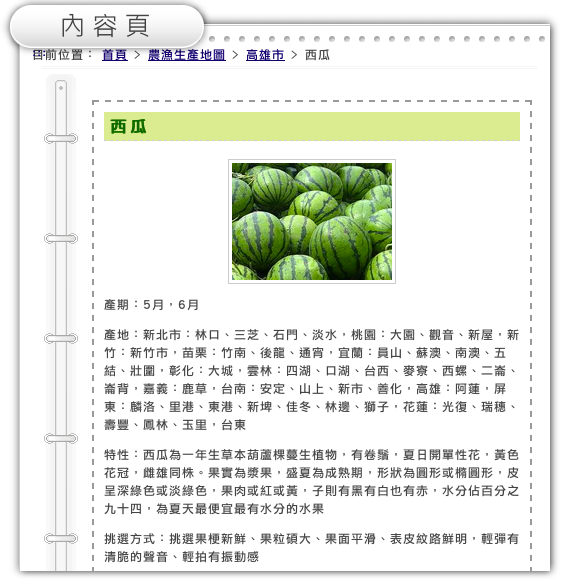 內容頁
目前位置： 首頁 > 農漁生產地圖 > 高雄市 > 西瓜
西瓜
產期：5月，6月
產地：新北市：林口、三芝、石門、淡水，桃園：大園、觀音、新屋，新
竹：新竹市，苗栗：竹南、後龍、通宵，宜蘭：員山、蘇澳、南澳、五
結、壯圍，彰化：大城，雲林：四湖、口湖、台西、麥寮、西螺、二崙、
崙背，嘉義：鹿草，台南：安定、山上、新市、善化，高雄：阿蓮，屏
東：麟洛、里港、東港、新埤、佳冬、林邊、獅子，花蓮：光復、瑞穗、
壽豐、鳳林、玉里，台東
特性：西瓜為一年生草本葫蘆棵蔓生植物，有卷鬚，夏日開單性花，黃色
花冠，雌雄同株。果實為漿果，盛夏為成熟期，形狀為圓形或橢圓形，皮
呈深綠色或淡綠色，果肉或紅或黃，子則有黑有白也有赤，水分佔百分之
九十四，為夏天最便宜最有水分的水果
挑選方式：挑選果梗新鮮、果粒碩大、果面平滑、表皮紋路鮮明，輕彈有
清脆的聲音、輕拍有振動感